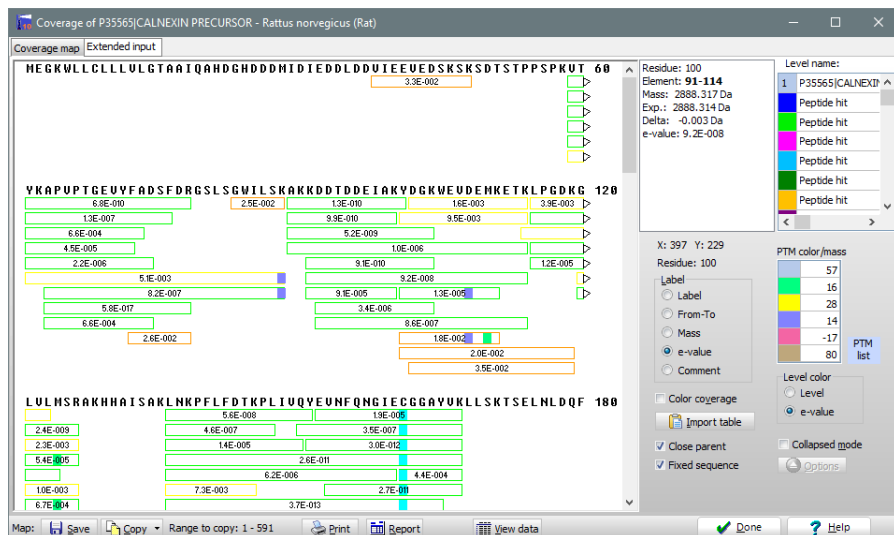 Coverage of P35565|CALNEXIN PRECURSOR - Rattus norvegicus (Rat)
Coverage map Extended input
MEGKWLLCLLLVLGTAAIQAHDGHDDDMIDIEDDLDDVIEEVEDSKSKSDTSTPPSPKVT 60
3.3E-002
YKAPVPTGEVYFADSFDRGSLSGWILSKAKKDDTDDEIAKYDGKWEVDEMKETKLPGDKG 120
6.8E-010 2.5E-002 1.3E-010 1.6E-003 3.9E-003
1.3E-007 9.9E-010 9.5E-003
6.6E-004 5.2E-009
4.5E-005 1.0E-006
2.2E-006 9.1E-010 1.2E-005
5.1E-003 9.2E-008
8.2E-007 9.1E-005 1.3E-005
5.8E-017 3.4E-006
6.6E-004 8.6E-007
2.6E-002 1.8E-002
2.0E-002
3.5E-002
LVLMSRAKHHAISAKLNKPFLFDTKPLIVQYEVNFQNGIECGGAYVKLLSKTSELNLDQF 180
5.6E-008 1.9E-005
2.4E-009 4.6E-007 3.5E-007
2.3E-003 1.4E-005 3.0E-012
5.4E-005 2.6E-011
6.2E-006 4.4E-004
1.0E-003 7.3E-003 2.7E-011
6.7E-004 3.7E-013
Residue: 100
Element: 91-114
Mass: 2888.317 Da
Exp.: 2888.314 Da
Delta: -0.003 Da
e-value: 9.2E-008
Level name:
1 P35565|CALNEXIN
Peptide hit
Peptide hit
Peptide hit
Peptide hit
Peptide hit
Peptide hit
X: 397 Y: 229
Residue: 100
Label
Label
From-To
Mass
e-value
Comment
Color coverage
Import table
Close parent
Fixed sequence
PTM color/mass
57
16
28
14
-17
80
PTM
list
Level color
Level
e-value
Collapsed mode
Options
Map: Save Copy Range to copy: 1 - 591 Print Report View data Done Help